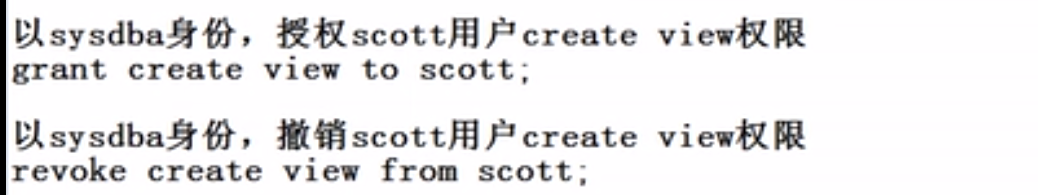 以sysdba身份，授权scott用户create view权限
grant create view to scott;
以sysdba身份，撤销scott用户create view权限
revoke create view from scott;